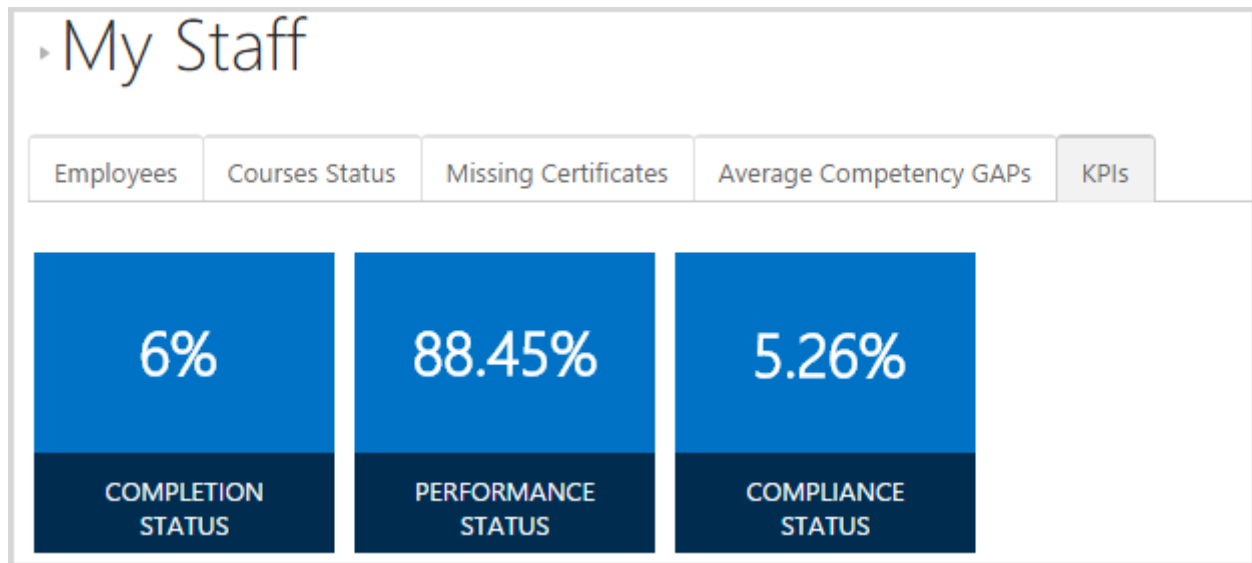 My Staff
Employees Courses Status Missing Certificates Average Competency GAPs KPIs
6% 88.45% 5.26%
COMPLETION PERFORMANCE COMPLIANCE
STATUS STATUS STATUS